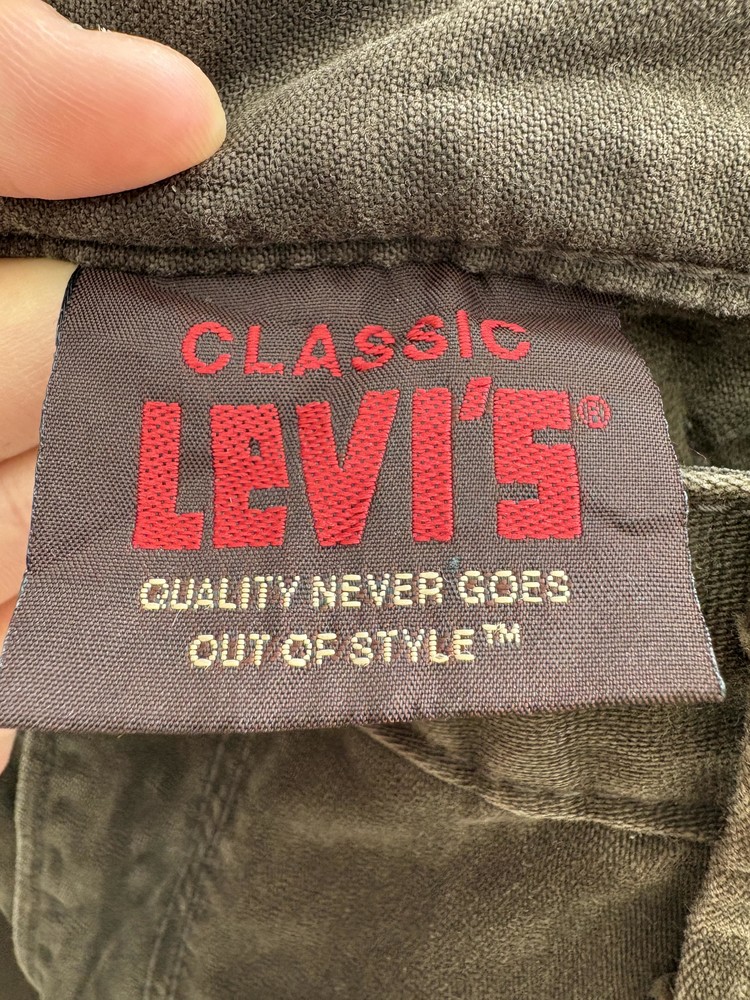 CLASSIC
LEVI'S®
QUALITY NEVER GOES
OUT OF STYLE™